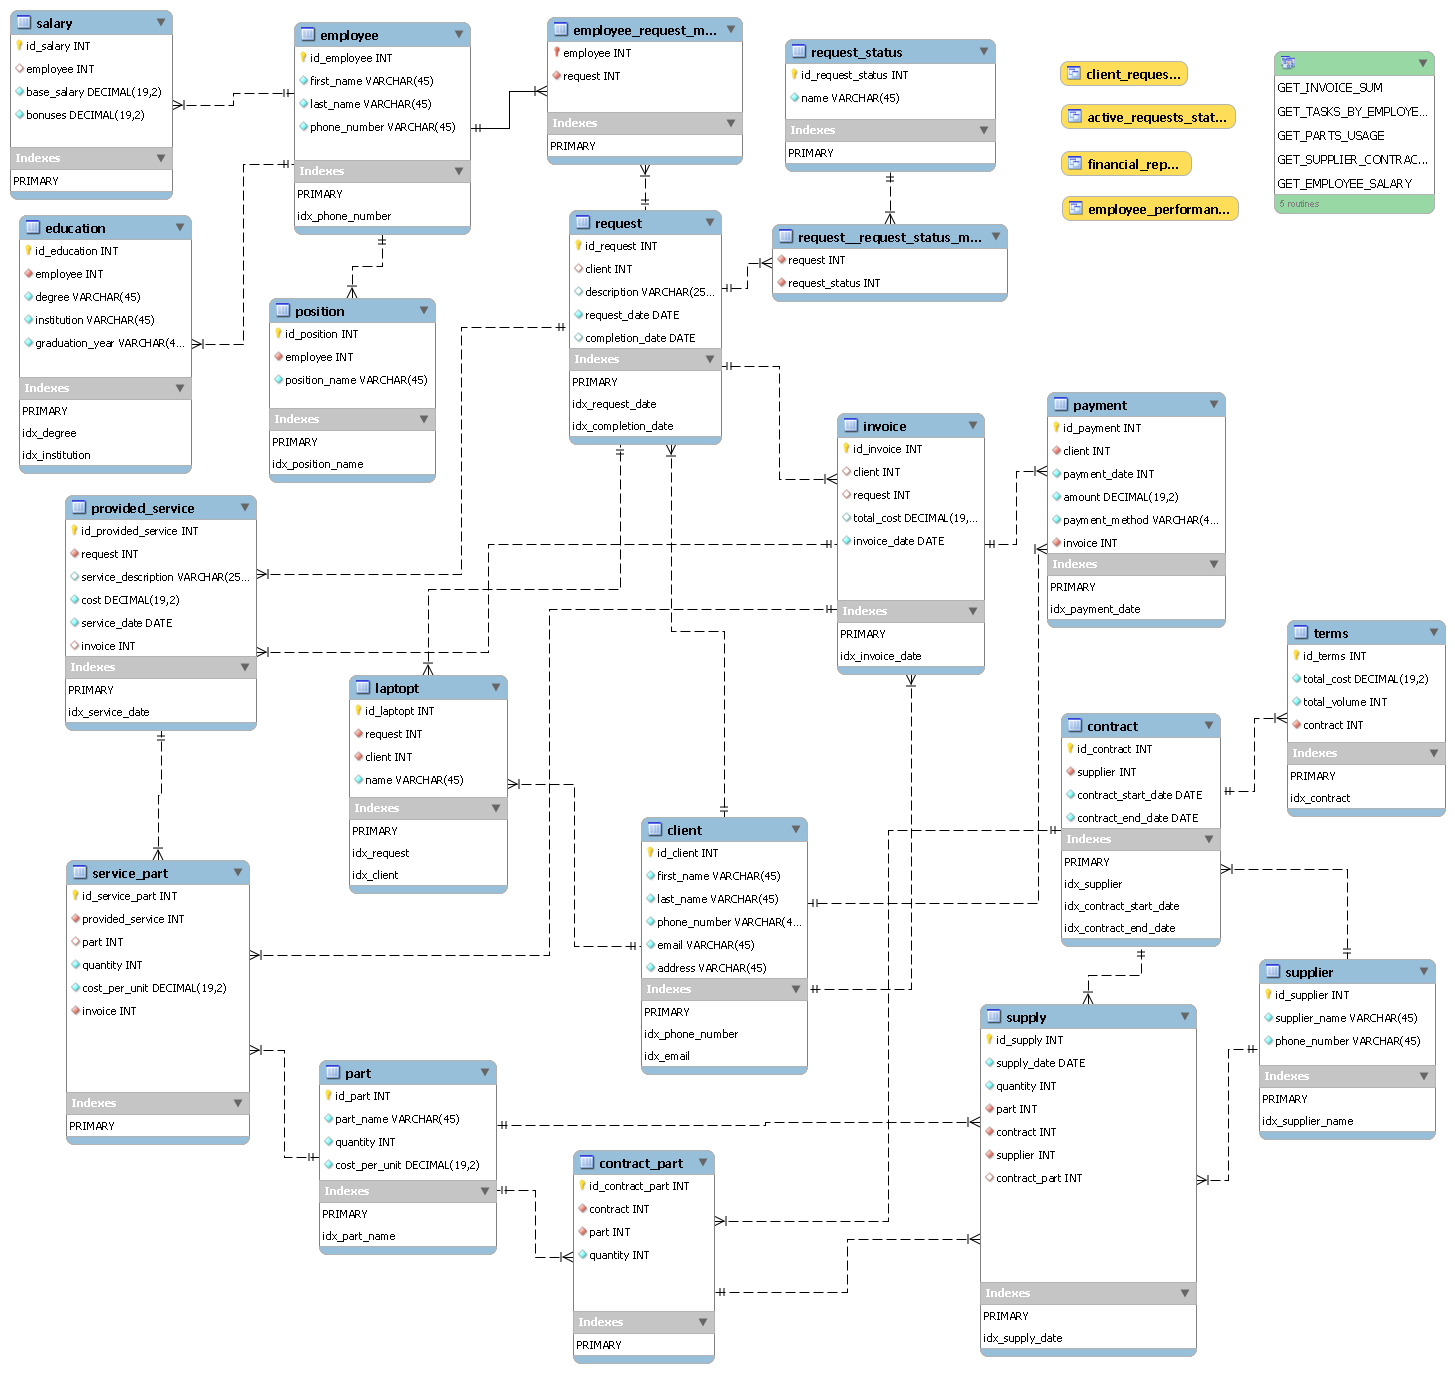 salary
id_salary INT
employee INT
base_salary DECIMAL(19,2)
bonuses DECIMAL(19,2)
Indexes
PRIMARY
employee
id_employee INT
first_name VARCHAR(45)
last_name VARCHAR(45)
phone_number VARCHAR(45)
Indexes
PRIMARY
idx_phone_number
employee_request_m...
employee INT
request INT
Indexes
PRIMARY
request_status
id_request_status INT
name VARCHAR(45)
Indexes
PRIMARY
client_reques...
active_requests_stat...
financial_rep...
employee_performan...
GET_INVOICE_SUM
GET_TASKS_BY_EMPLOYE...
GET_PARTS_USAGE
GET_SUPPLIER_CONTRAC...
GET_EMPLOYEE_SALARY
5 routines
education
id_education INT
employee INT
degree VARCHAR(45)
institution VARCHAR(45)
graduation_year VARCHAR(4...
Indexes
PRIMARY
idx_degree
idx_institution
position
id_position INT
employee INT
position_name VARCHAR(45)
Indexes
PRIMARY
idx_position_name
request
id_request INT
client INT
description VARCHAR(25...
request_date DATE
completion_date DATE
Indexes
PRIMARY
idx_request_date
idx_completion_date
request__request_status_m...
request INT
request_status INT
invoice
id_invoice INT
client INT
request INT
total_cost DECIMAL(19,...
invoice_date DATE
Indexes
PRIMARY
idx_invoice_date
payment
id_payment INT
client INT
payment_date INT
amount DECIMAL(19,2)
payment_method VARCHAR(4...
invoice INT
Indexes
PRIMARY
idx_payment_date
provided_service
id_provided_service INT
request INT
service_description VARCHAR(25...
cost DECIMAL(19,2)
service_date DATE
invoice INT
Indexes
PRIMARY
idx_service_date
laptopt
id_laptopt INT
request INT
client INT
name VARCHAR(45)
Indexes
PRIMARY
idx_request
idx_client
terms
id_terms INT
total_cost DECIMAL(19,2)
total_volume INT
contract INT
Indexes
PRIMARY
idx_contract
contract
id_contract INT
supplier INT
contract_start_date DATE
contract_end_date DATE
Indexes
PRIMARY
idx_supplier
idx_contract_start_date
idx_contract_end_date
client
id_client INT
first_name VARCHAR(45)
last_name VARCHAR(45)
phone_number VARCHAR(4...
email VARCHAR(45)
address VARCHAR(45)
Indexes
PRIMARY
idx_phone_number
idx_email
service_part
id_service_part INT
provided_service INT
part INT
quantity INT
cost_per_unit DECIMAL(19,2)
invoice INT
Indexes
PRIMARY
supplier
id_supplier INT
supplier_name VARCHAR(45)
phone_number VARCHAR(45)
Indexes
PRIMARY
idx_supplier_name
supply
id_supply INT
supply_date DATE
quantity INT
part INT
contract INT
supplier INT
contract_part INT
Indexes
PRIMARY
idx_supply_date
part
id_part INT
part_name VARCHAR(45)
quantity INT
cost_per_unit DECIMAL(19,2)
Indexes
PRIMARY
idx_part_name
contract_part
id_contract_part INT
contract INT
part INT
quantity INT
Indexes
PRIMARY